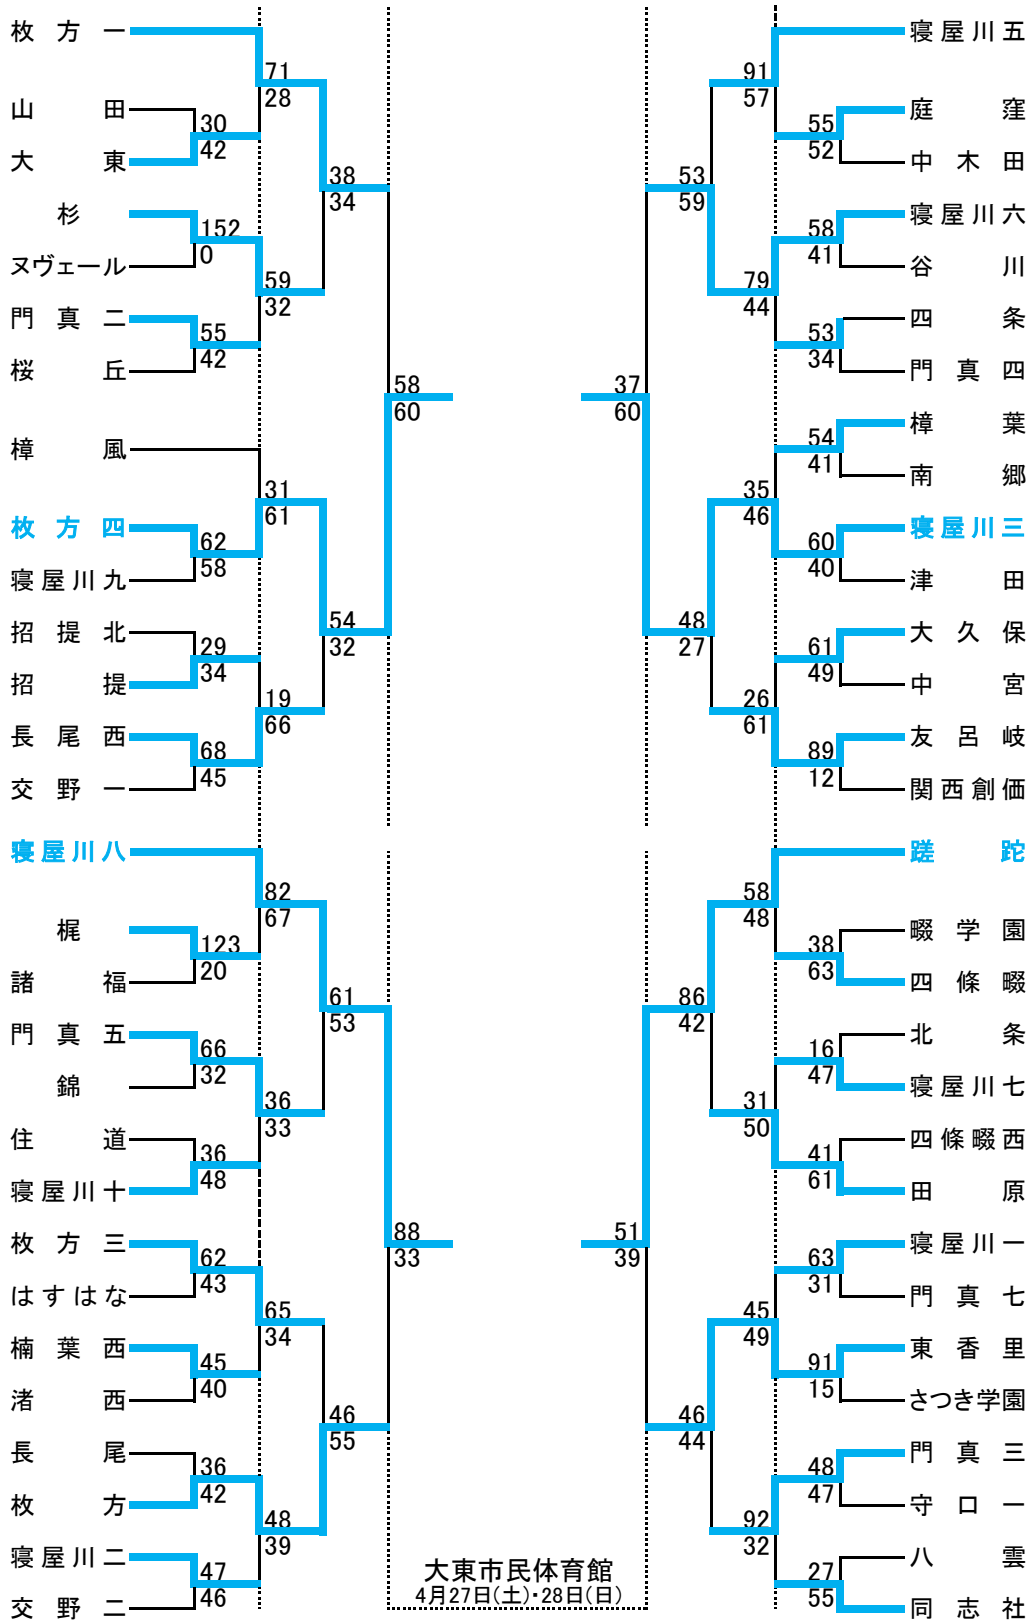 枚方一
71
28
山田
30
42
大東
38
34
杉
152
0
ヌヴェール
59
32
門真二
55
42
桜丘
58
60
樟風
31
61
枚方四
62
58
寝屋川九
54
32
招提北
29
34
招提
19
66
長尾西
68
45
交野一
寝屋川八
82
67
梶
123
20
諸福
61
53
門真五
66
32
錦
36
33
住道
36
48
寝屋川十
88
33
枚方三
62
43
はすはな
65
34
楠葉西
45
40
渚西
46
55
長尾
36
42
枚方
48
39
寝屋川二
47
46
交野二
寝屋川五
91
57
庭窪
55
52
中木田
53
59
寝屋川六
58
41
谷川
79
44
四条
53
34
門真四
37
60
樟葉
54
41
南郷
35
46
寝屋川三
60
40
津田
48
27
大久保
61
49
中宮
26
61
友呂岐
89
12
関西創価
蹉跎
58
48
畷学園
38
63
四條畷
86
42
北条
16
47
寝屋川七
31
50
四條畷西
41
61
田原
51
39
寝屋川一
63
31
門真七
45
49
東香里
91
15
さつき学園
46
44
門真三
48
47
守口一
92
32
八雲
27
55
同志社
大東市民体育館
4月27日(土)・28日(日)